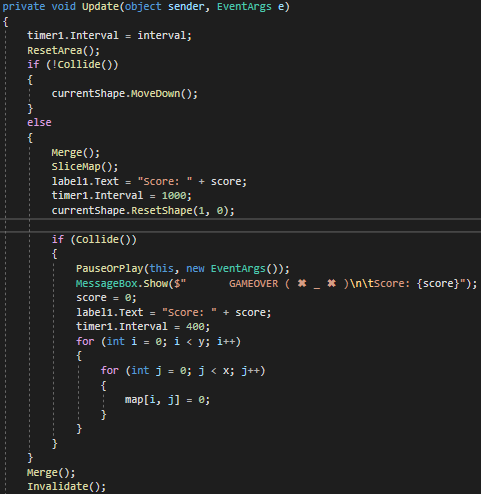 private void Update(object sender, EventArgs e)
{
    timer1.Interval = interval;
    ResetArea();
    if (!Collide())
    {
        currentShape.MoveDown();
    }
    else
    {
        Merge();
        SliceMap();
        label1.Text = "Score: " + score;
        timer1.Interval = 1000;
        currentShape.ResetShape(1, 0);

        if (Collide())
        {
            PauseOrPlay(this, new EventArgs());
            MessageBox.Show($"       GAMEOVER ( ✖ _ ✖ )\n\tScore: {score}");
            score = 0;
            label1.Text = "Score: " + score;
            timer1.Interval = 400;
            for (int i = 0; i < y; i++)
            {
                for (int j = 0; j < x; j++)
                {
                    map[i, j] = 0;
                }
            }
        }
    }
    Merge();
    Invalidate();